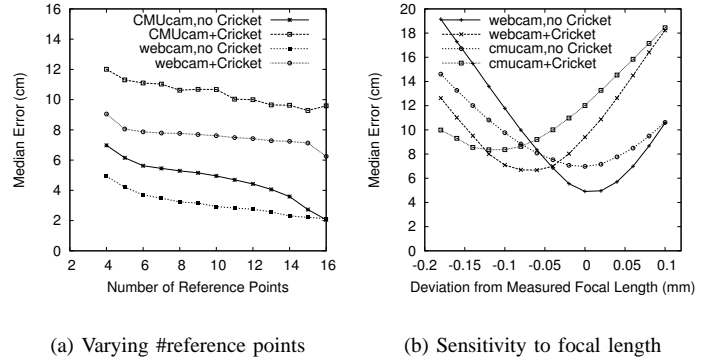 Median Error (cm)
16
14
12
10
8
6
4
2
0
CMUcam,no Cricket
CMUcam+Cricket
webcam,no Cricket
webcam+Cricket
2 4 6 8 10 12 14 16
Number of Reference Points
(a) Varying #reference points
Median Error (cm)
20
18
16
14
12
10
8
6
4
2
0
webcam,no Cricket
webcam+Cricket
cmucam,no Cricket
cmucam+Cricket
-0.2 -0.15 -0.1 -0.05 0 0.05 0.1
Deviation from Measured Focal Length (mm)
(b) Sensitivity to focal length